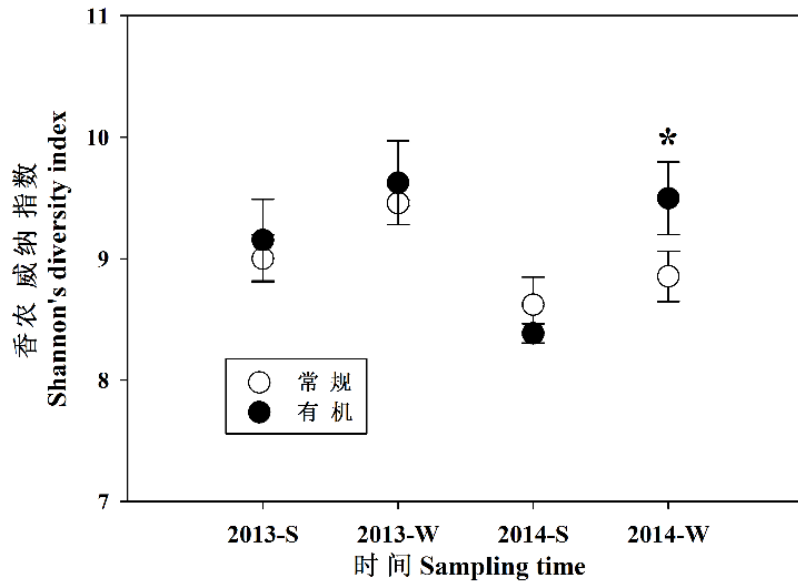 11
10
9
8
7
香农 威纳 指数
Shannon's diversity index
*
常 规
有 机
2013-S 2013-W 2014-S 2014-W
时 间 Sampling time